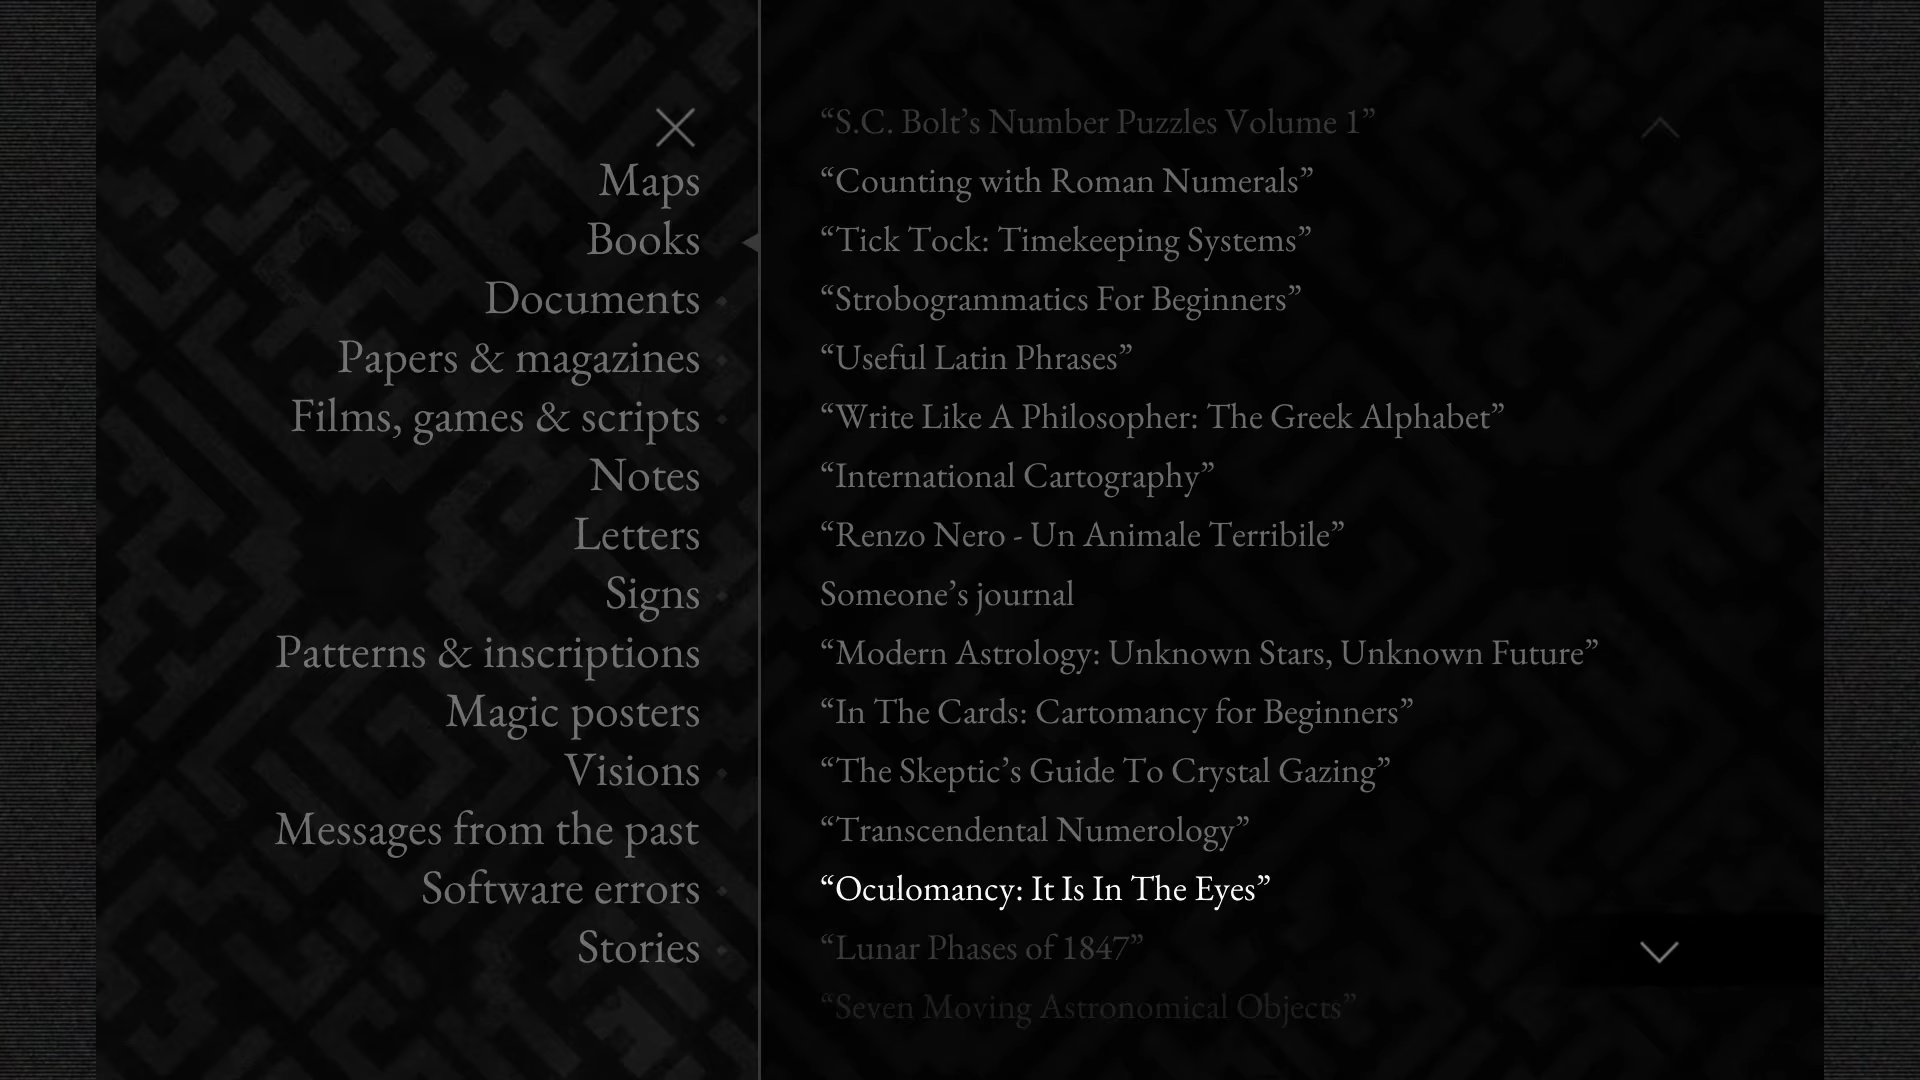 Maps
Books
Documents
Papers & magazines
Films, games & scripts
Notes
Letters
Signs
Patterns & inscriptions
Magic posters
Visions
Messages from the past
Software errors
Stories
“S.C. Bolt’s Number Puzzles Volume 1”
“Counting with Roman Numerals”
“Tick Tock: Timekeeping Systems”
“Strobogrammatics For Beginners”
“Useful Latin Phrases”
“Write Like A Philosopher: The Greek Alphabet”
“International Cartography”
“Renzo Nero - Un Animale Terribile”
Someone’s journal
“Modern Astrology: Unknown Stars, Unknown Future”
“In The Cards: Cartomancy for Beginners”
“The Skeptic’s Guide To Crystal Gazing”
“Transcendental Numerology”
“Oculomancy: It Is In The Eyes”
“Lunar Phases of 1847”
“Seven Moving Astronomical Objects”